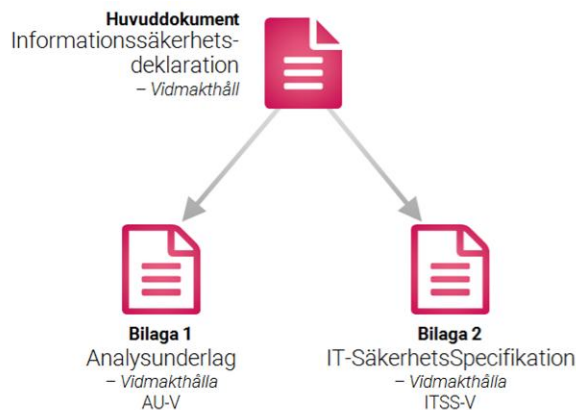 Huvuddokument
Informationssäkerhets-
deklaration
– Vidmakthåll
Bilaga 1
Analysunderlag
– Vidmakthålla
AU-V
Bilaga 2
IT-SäkerhetsSpecifikation
– Vidmakthålla
ITSS-V